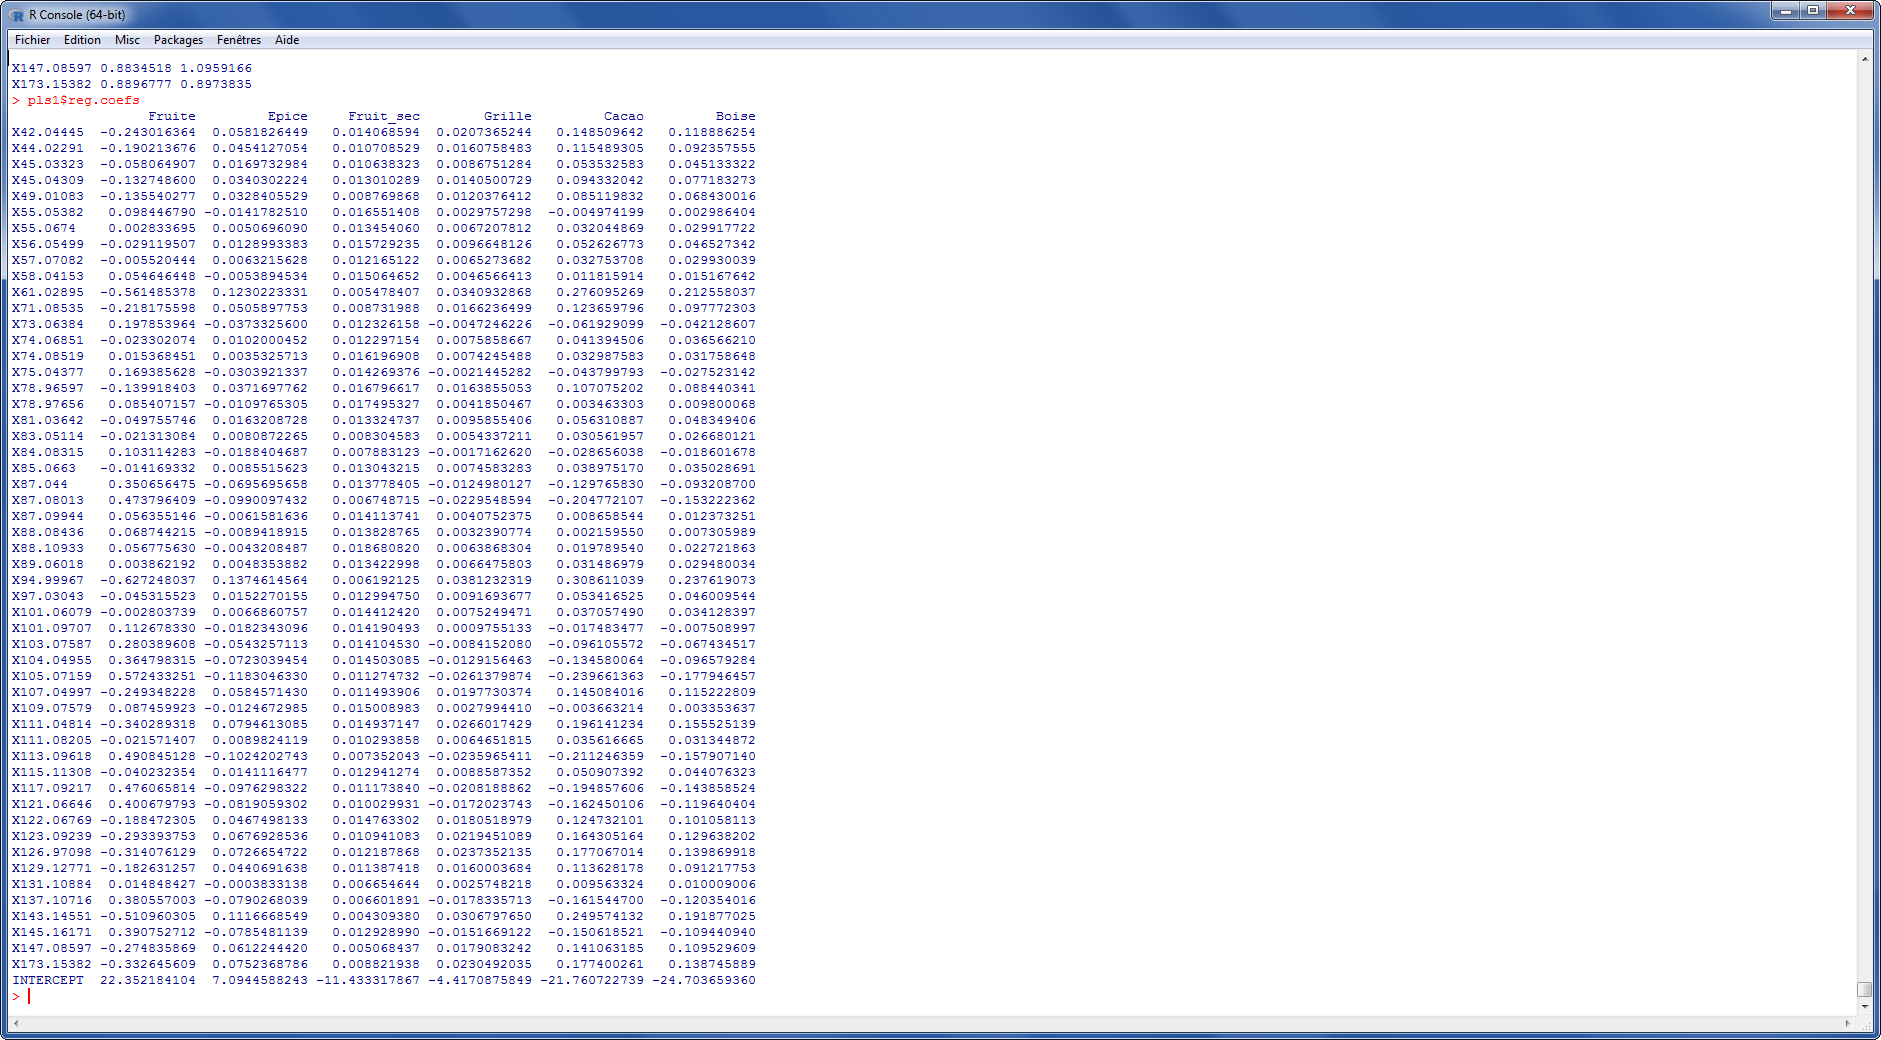 R Console (64-bit)
Fichier Edition Misc Packages Fenêtres Aide
X147.08597 0.8834518 1.0959166
X173.15382 0.8896777 0.8973835
> pls1$reg.coefs
Fruite Epice Fruit_sec Grille Cacao Boise
X42.04445 -0.243016364 0.0581826449 0.014068594 0.0207365244 0.148509642 0.118886254
X44.02291 -0.190213676 0.0454127054 0.010708529 0.0160758483 0.115489305 0.092357555
X45.03323 -0.058064907 0.0169732984 0.010638323 0.0086751284 0.053532583 0.045133322
X45.04309 -0.132748600 0.0340302224 0.013010289 0.0140500729 0.094332042 0.077183273
X49.01083 -0.135540277 0.0328405529 0.008769868 0.0120376412 0.085119832 0.068430016
X55.05382 0.098446790 -0.0141782510 0.016551408 0.0029757298 -0.004974199 0.002986404
X55.0674 0.002833695 0.0050696090 0.013454060 0.0067207812 0.032044869 0.029917722
X56.05499 -0.029119507 0.0128993383 0.015729235 0.0096648126 0.052626773 0.046527342
X57.07082 -0.005520444 0.0063215628 0.012165122 0.0065273682 0.032753708 0.029930039
X58.04153 0.054646448 -0.0053894534 0.015064652 0.0046566413 0.011815914 0.015167642
X61.02895 -0.561485378 0.1230223331 0.005478407 0.0340932868 0.276095269 0.212558037
X71.08535 -0.218175598 0.0505897753 0.008731988 0.0166236499 0.123659796 0.097772303
X73.06384 0.197853964 -0.0373325600 0.012326158 -0.0047246226 -0.061929099 -0.042128607
X74.06851 -0.023302074 0.0102000452 0.012297154 0.0075858667 0.041394506 0.036566210
X74.08519 0.015368451 0.0035325713 0.016196908 0.0074245488 0.032987583 0.031758648
X75.04377 0.169385628 -0.0303921337 0.014269376 -0.0021445282 -0.043799793 -0.027523142
X78.96597 -0.139918403 0.0371697762 0.016796617 0.0163855053 0.107075202 0.088440341
X78.97656 0.085407157 -0.0109765305 0.017495327 0.0041850467 0.003463303 0.009800068
X81.03642 -0.049755746 0.0163208728 0.013324737 0.0095855406 0.056310887 0.048349406
X83.05114 -0.021313084 0.0080872265 0.008304583 0.0054337211 0.030561957 0.026680121
X84.08315 0.103114283 -0.0188404687 0.007883123 -0.0017162620 -0.028656038 -0.018601678
X85.0663 -0.014169332 0.0085515623 0.013043215 0.0074583283 0.038975170 0.035028691
X87.044 0.350656475 -0.0695695658 0.013778405 -0.0124980127 -0.129765830 -0.093208700
X87.08013 0.473796409 -0.0990097432 0.006748715 -0.0229548594 -0.204772107 -0.153222362
X87.09944 0.056355146 -0.0061581636 0.014113741 0.0040752375 0.008658544 0.012373251
X88.08436 0.068744215 -0.0089418915 0.013828765 0.0032390774 0.002159550 0.007305989
X88.10933 0.056775630 -0.0043208487 0.018680820 0.0063868304 0.019789540 0.022721863
X89.06018 0.003862192 0.0048353882 0.013422998 0.0066475803 0.031486979 0.029480034
X94.99967 -0.627248037 0.1374614564 0.006192125 0.0381232319 0.308611039 0.237619073
X97.03043 -0.045315523 0.0152270155 0.012994750 0.0091693677 0.053416525 0.046009544
X101.06079 -0.002803739 0.0066860757 0.014412420 0.0075249471 0.037057490 0.034128397
X101.09707 0.112678330 -0.0182343096 0.014190493 0.0009755133 -0.017483477 -0.007508997
X103.07587 0.280389608 -0.0543257113 0.014104530 -0.0084152080 -0.096105572 -0.067434517
X104.04955 0.364798315 -0.0723039454 0.014503085 -0.0129156463 -0.134580064 -0.096579284
X105.07159 0.572433251 -0.1183046330 0.011274732 -0.0261379874 -0.239661363 -0.177946457
X107.04997 -0.249348228 0.0584571430 0.011493906 0.0197730374 0.145084016 0.115222809
X109.07579 0.087459923 -0.0124672985 0.015008983 0.0027994410 -0.003663214 0.003353637
X111.04814 -0.340289318 0.0794613085 0.014937147 0.0266017429 0.196141234 0.155525139
X111.08205 -0.021571407 0.0089824119 0.010293858 0.0064651815 0.035616665 0.031344872
X113.09618 0.490845128 -0.1024202743 0.007352043 -0.0235965411 -0.211246359 -0.157907140
X115.11308 -0.040232354 0.0141116477 0.012941274 0.0088587352 0.050907392 0.044076323
X117.09217 0.476065814 -0.0976298322 0.011173840 -0.0208188862 -0.194857606 -0.143858524
X121.06646 0.400679793 -0.0819059302 0.010029931 -0.0172023743 -0.162450106 -0.119640404
X122.06769 -0.188472305 0.0467498133 0.014763302 0.0180518979 0.124732101 0.101058113
X123.09239 -0.293393753 0.0676928536 0.010941083 0.0219451089 0.164305164 0.129638202
X126.97098 -0.314076129 0.0726654722 0.012187868 0.0237352135 0.177067014 0.139869918
X129.12771 -0.182631257 0.0440691638 0.011387418 0.0160003684 0.113628178 0.091217753
X131.10884 0.014848427 -0.0003833138 0.006654644 0.0025748218 0.009563324 0.010009006
X137.10716 0.380557003 -0.0790268039 0.006601891 -0.0178335713 -0.161544700 -0.120354016
X143.14551 -0.510960305 0.1116668549 0.004309380 0.0306797650 0.249574132 0.191877025
X145.16171 0.390752712 -0.0785481139 0.012928990 -0.0151669122 -0.150618521 -0.109440940
X147.08597 -0.274835869 0.0612244420 0.005068437 0.0179083242 0.141063185 0.109529609
X173.15382 -0.332645609 0.0752368786 0.008821938 0.0230492035 0.177400261 0.138745889
INTERCEPT 22.352184104 7.0944588243 -11.433317867 -4.4170875849 -21.760722739 -24.703659360
>